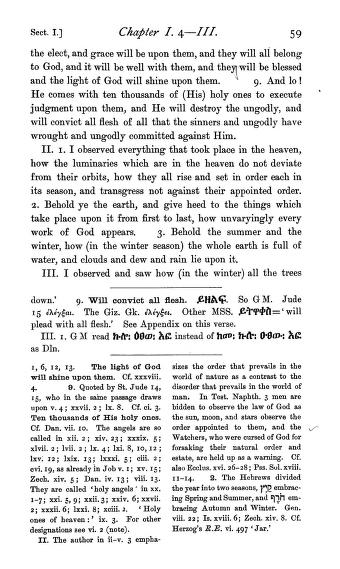 Sect. I.] Chapter I. 4—III. 59
the elect, and grace will be upon them, and they will all belong
to God, and it will be well with them, and they will be blessed
and the light of God will shine upon them. 9. And lo!
He comes with ten thousands of (His) holy ones to execute
judgment upon them, and He will destroy the ungodly, and
will convict all flesh of all that the sinners and ungodly have
wrought and ungodly committed against Him.
II. 1. I observed everything that took place in the heaven,
how the luminaries which are in the heaven do not deviate
from their orbits, how they all rise and set in order each in
its season, and transgress not against their appointed order.
2. Behold ye the earth, and give heed to the things which
take place upon it from first to last, how unvaryingly every
work of God appears. 3. Behold the summer and the
winter, how (in the winter season) the whole earth is full of
water, and clouds and dew and rain lie upon it.
III. I observed and saw how (in the winter) all the trees
down.’ 9. Will convict all flesh. ይዘልፍ. So G M. Jude
15 ἐλέγξαι. The Giz. Gk. ἐλέγξει. Other MSS. ይትዋቀስ = ‘will
plead with all flesh.’ See Appendix on this verse.
III. 1. G M read instead of
as Dln.
1, 6, 12, 13. The light of God
will shine upon them. Cf. xxxviii.
4. 9. Quoted by St. Jude 14,
15, who in the same passage draws
upon v. 4; xxvii. 2; lx. 8. Cf. ci. 3.
Ten thousands of His holy ones.
Cf. Dan. vii. 10. The angels are so
called in xii. 2; xiv. 23; xxxix. 5;
xlvii. 2; lvii. 2; lx. 4; lxi. 8, 10, 12;
lxv. 12; lxix. 13; lxxxi. 5; ciii. 2;
cvi. 19, as already in Job v. 1; xv. 15;
Zech. xiv. 5; Dan. iv. 13; viii. 13.
They are called ‘holy angels’ in xx.
1–7; xxi. 5, 9; xxii. 3; xxiv. 6; xxvii.
2; xxxii. 6; lxxi. 8; xciii. 2. ‘Holy
ones of heaven:’ ix. 3. For other
designations see vi. 2 (note).
II. The author in ii–v. 3 empha-
sizes the order that prevails in the
world of nature as a contrast to the
disorder that prevails in the world of
man. In Test. Naphth. 3 men are
bidden to observe the law of God as
the sun, moon, and stars observe the
order appointed to them, and the
Watchers, who were cursed of God for
forsaking their natural order and
estate, are held up as a warning. Cf.
also Ecclus. xvi. 26–28; Pss. Sol. xviii.
11–14. 2. The Hebrews divided
the year into two seasons, קיץ embrac-
ing Spring and Summer, and חרף em-
bracing Autumn and Winter. Gen.
viii. 22; Is. xviii. 6; Zech. xiv. 8. Cf.
Herzog's R.E. vi. 497 ‘Jar.’